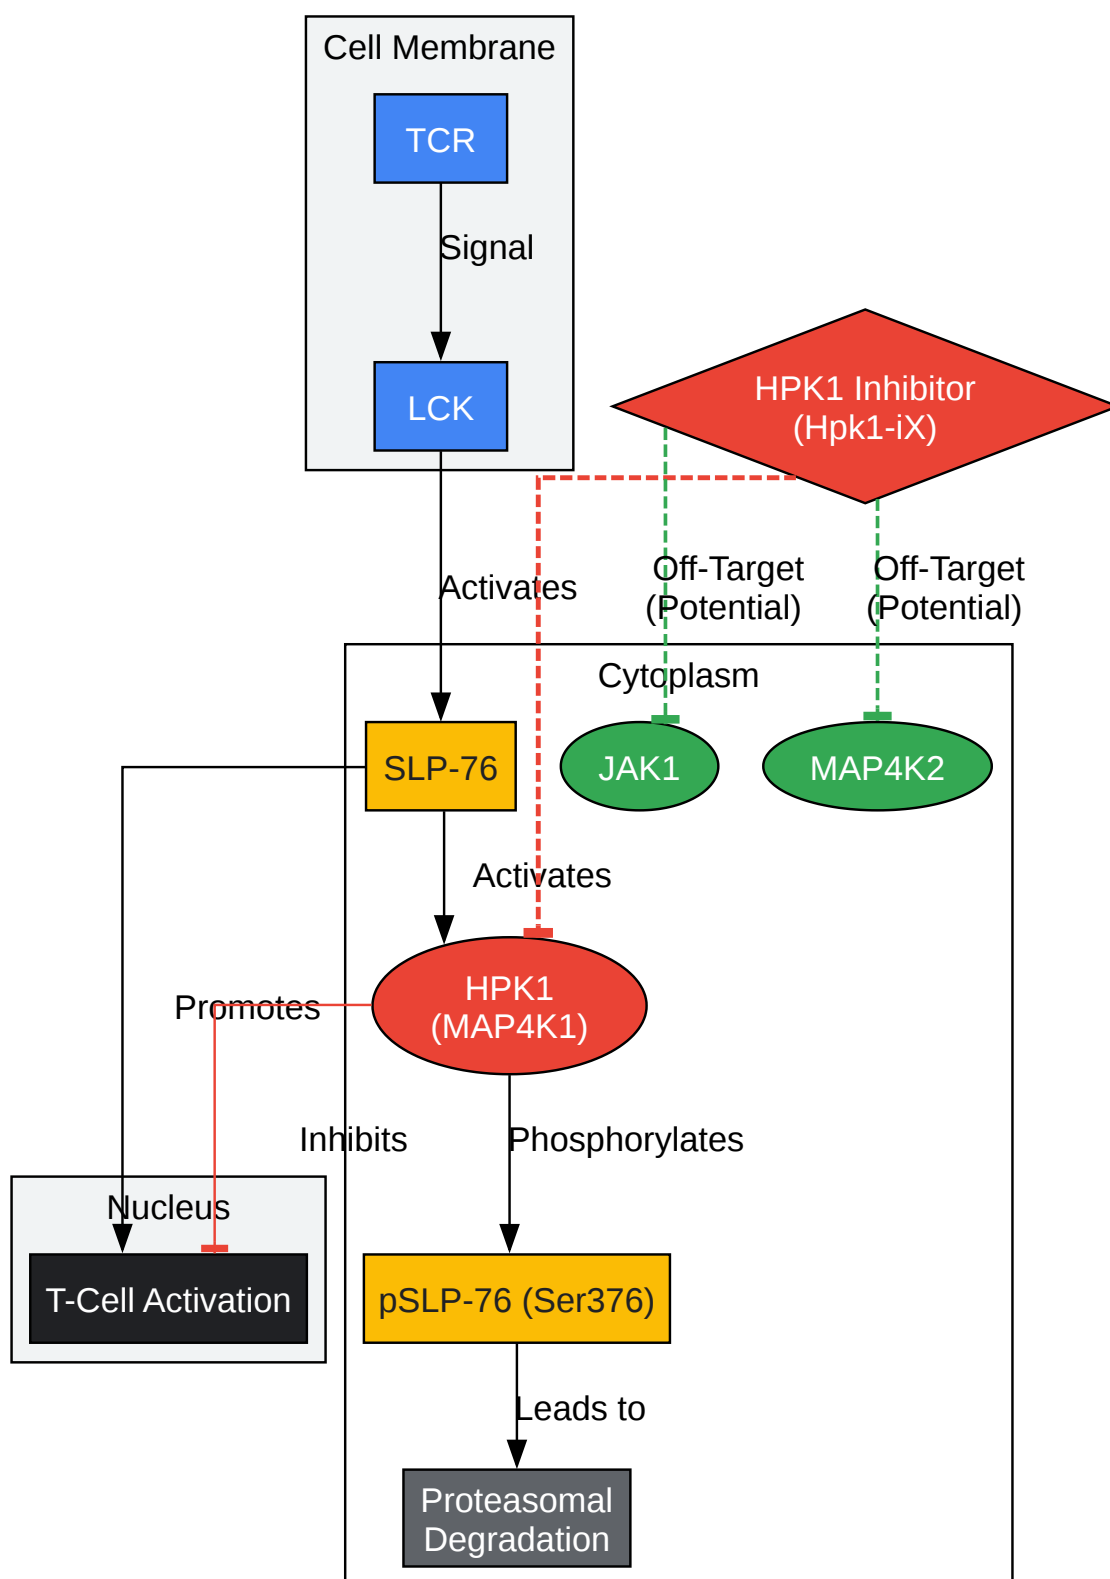 Cell Membrane
TCR
Signal
LCK
HPK1 Inhibitor
(Hpk1-iX)
Activates
Off-Target
(Potential)
Off-Target
(Potential)
Cytoplasm
SLP-76
JAK1
MAP4K2
Activates
HPK1
(MAP4K1)
Promotes
Inhibits
Phosphorylates
Nucleus
T-Cell Activation
pSLP-76 (Ser376)
Leads to
Proteasomal
Degradation